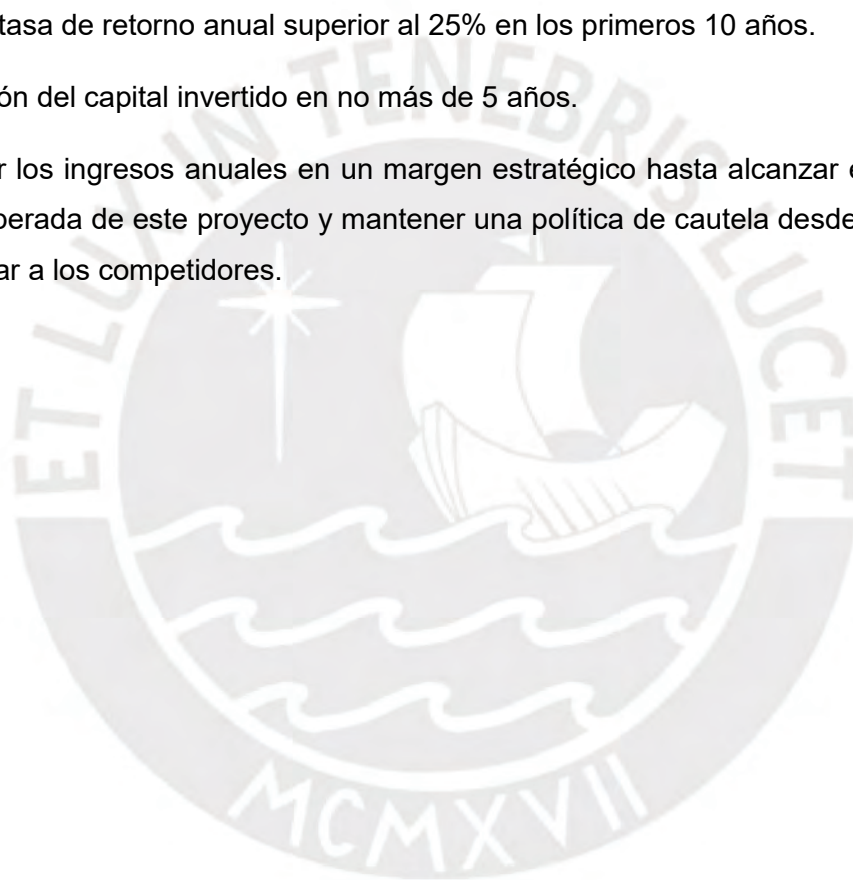 tasa de retorno anual superior al 25% en los primeros 10 años.
ón del capital invertido en no más de 5 años.
r los ingresos anuales en un margen estratégico hasta alcanzar e
perada de este proyecto y mantener una política de cautela desde
ar a los competidores.
ET LUX IN TENEBRIS LUCET
MCMXVII